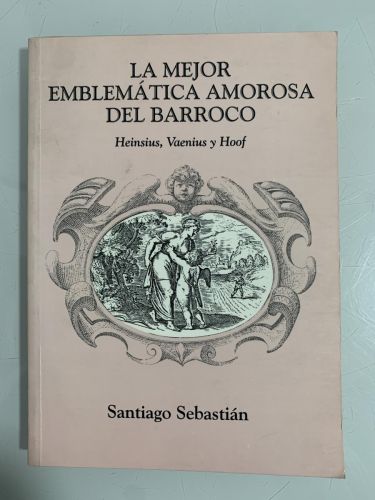 LA MEJOR
EMBLEMÁTICA AMOROSA
DEL BARROCO
Heinsius, Vaenius y Hoof
Santiago Sebastián